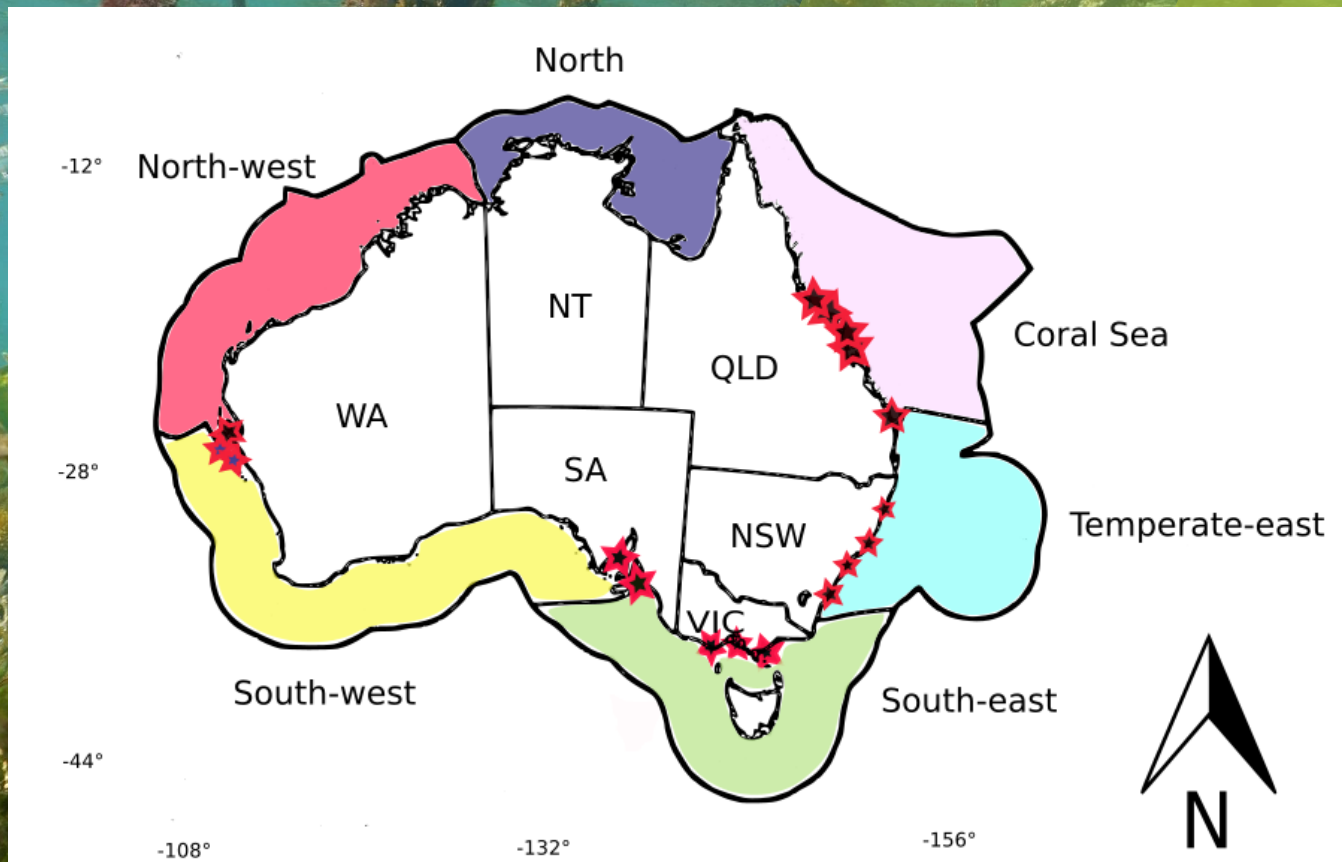 North
-12°
North-west
NT
Coral Sea
QLD
WA
SA
-28°
NSW
Temperate-east
VIC
South-west
South-east
-44°
N
-108°
-132°
-156°